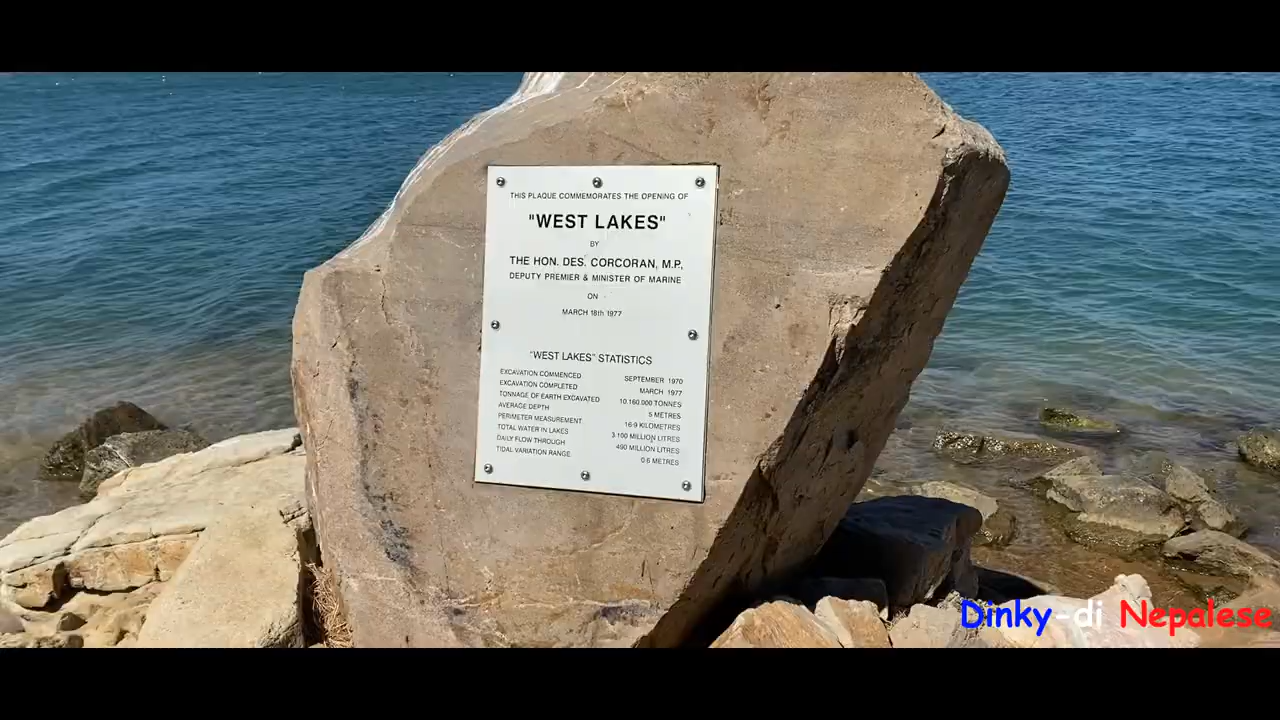 THIS PLAQUE COMMEMORATES THE OPENING OF
"WEST LAKES"
BY
THE HON. DES. CORCORAN, M.P.,
DEPUTY PREMIER & MINISTER OF MARINE
ON
MARCH 18th 1977
"WEST LAKES" STATISTICS
EXCAVATION COMMENCED SEPTEMBER 1970
EXCAVATION COMPLETED MARCH 1977
TONNAGE OF EARTH EXCAVATED 10·160·000 TONNES
AVERAGE DEPTH 5 METRES
PERIMETER MEASUREMENT 16·9 KILOMETRES
TOTAL WATER IN LAKES 3·100 MILLION LITRES
DAILY FLOW THROUGH 490 MILLION LITRES
TIDAL VARIATION RANGE 0·6 METRES
Dinky-di Nepalese